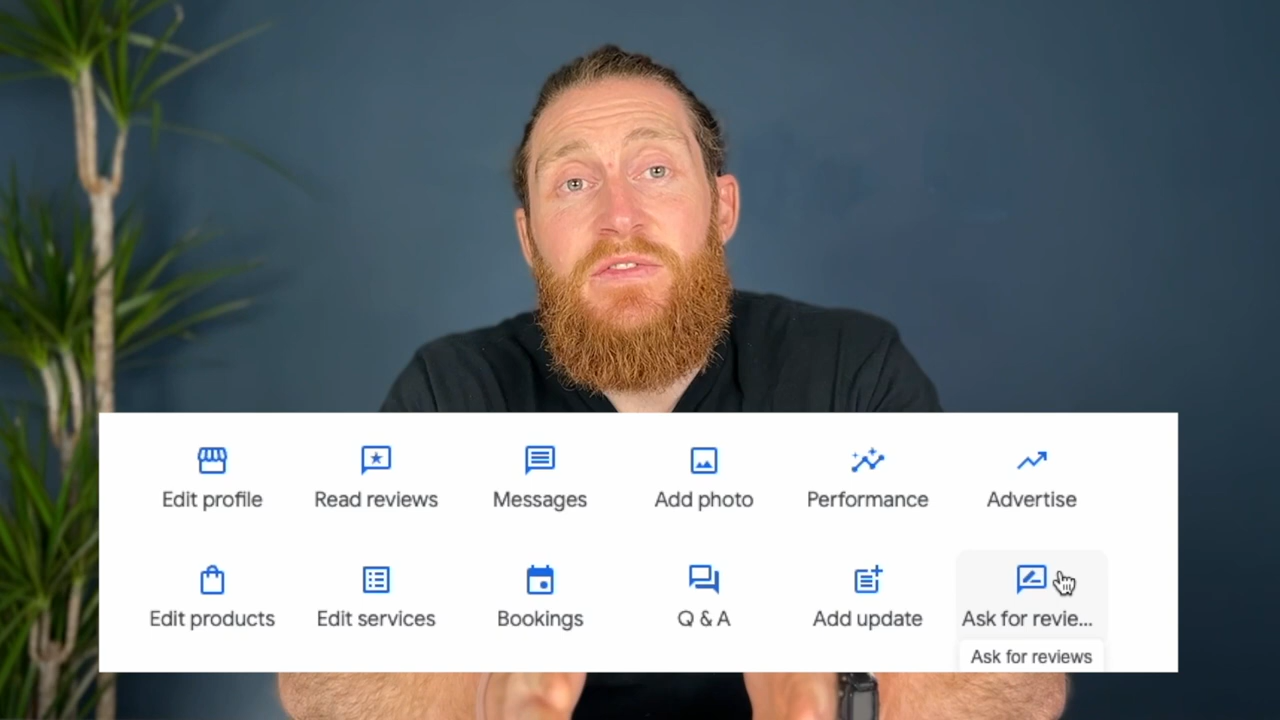 Edit profile
Read reviews
Messages
Add photo
Performance
Advertise
Edit products
Edit services
Bookings
Q & A
Add update
Ask for revie...
Ask for reviews